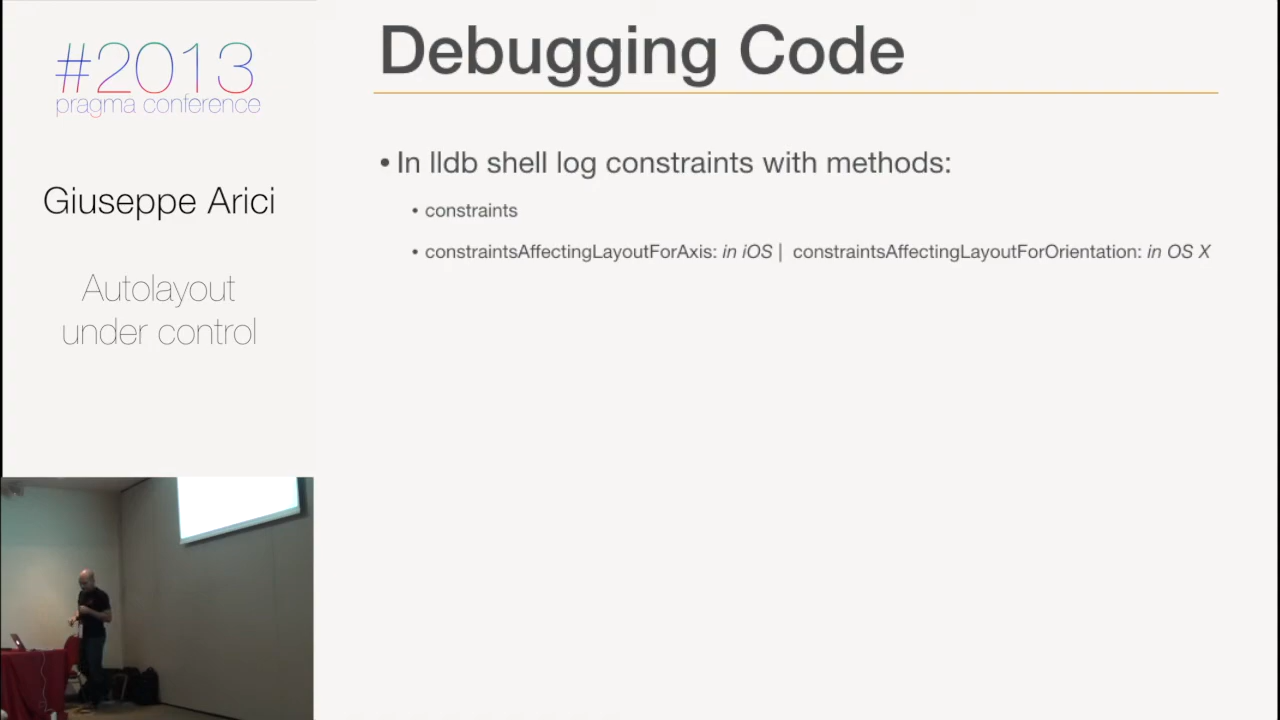 #2013
pragma conference
Giuseppe Arici
Autolayout
under control
Debugging Code
• In lldb shell log constraints with methods:
• constraints
• constraintsAffectingLayoutForAxis: in iOS | constraintsAffectingLayoutForOrientation: in OS X